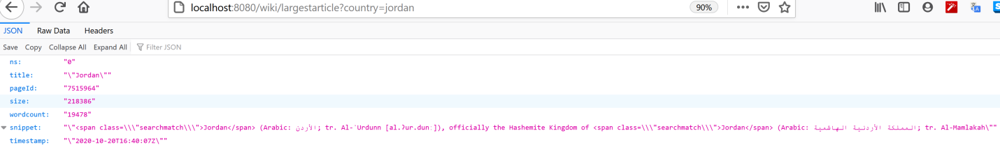 localhost:8080/wiki/largestarticle?country=jordan 90%
JSON Raw Data Headers
Save Copy Collapse All Expand All Filter JSON
ns: "0"
title: "\"Jordan\""
pageId: "7515964"
size: "218386"
wordcount: "19478"
snippet: "\"<span class=\\\"searchmatch\\\">Jordan</span> (Arabic: الأردن; tr. Al-ʾUrdunn [al.ʔur.dunː]), officially the Hashemite Kingdom of <span class=\\\"searchmatch\\\">Jordan</span> (Arabic: المملكة الأردنية الهاشمية; tr. Al-Mamlakah\""
timestamp: "\"2020-10-20T16:40:07Z\""